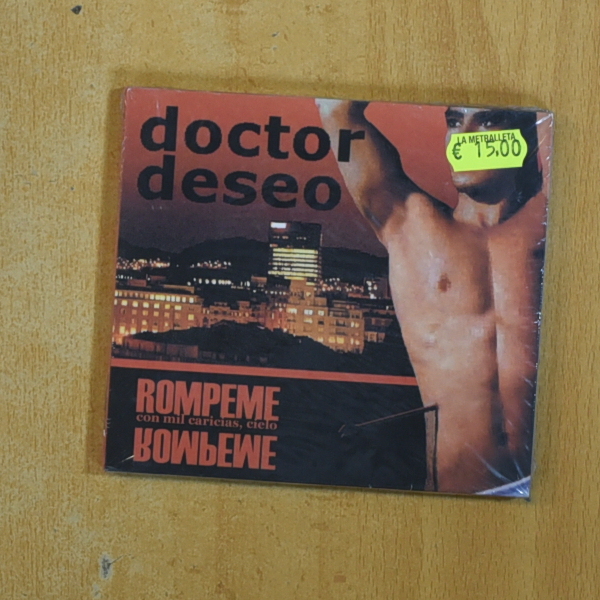 doctor
deseo
LA METRALLETA
€ 15.00
ROMPEME
con mil caricias, cielo
ROMPEME